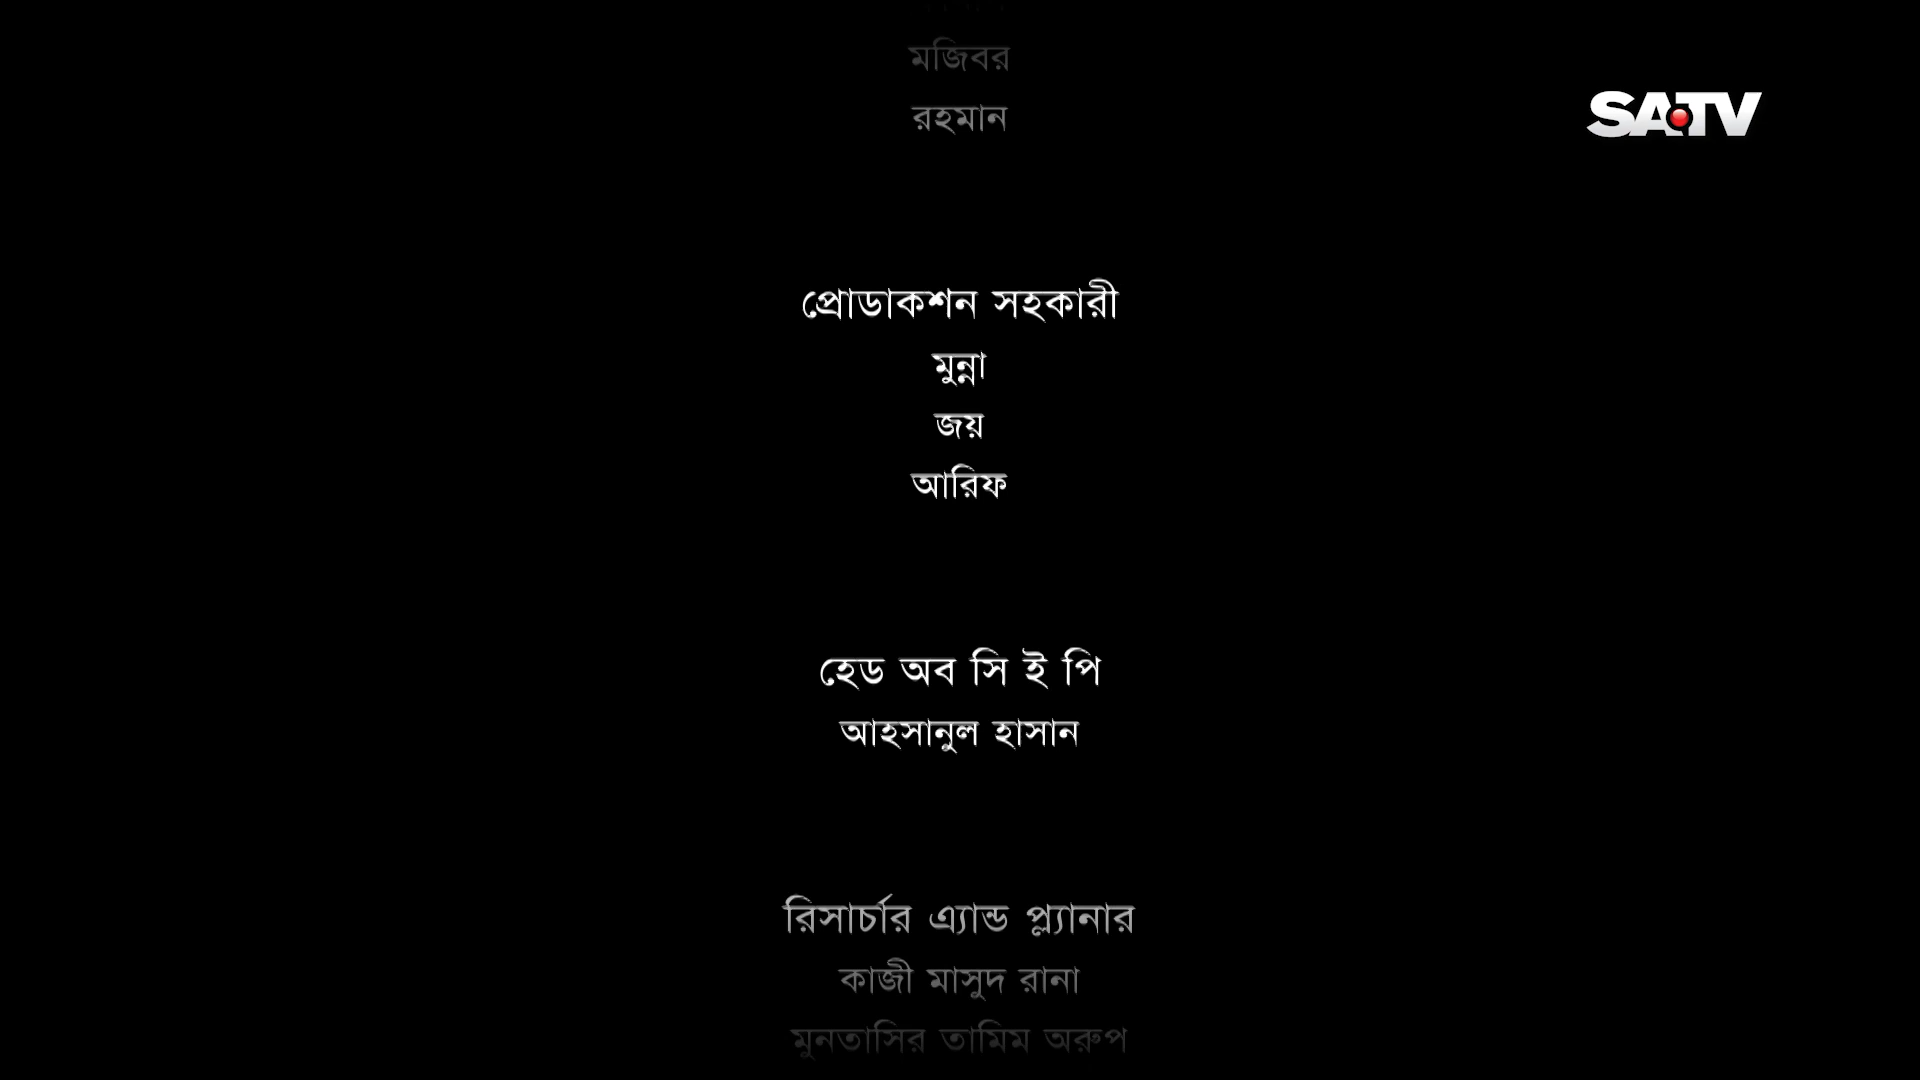 মজিবর
রহমান
SATV
প্রোডাকশন সহকারী
মুন্না
জয়
আরিফ
হেড অব সি ই পি
আহসানুল হাসান
রিসার্চার এ্যান্ড প্ল্যানার
কাজী মাসুদ রানা
মুনতাসির তামিম অরুপ